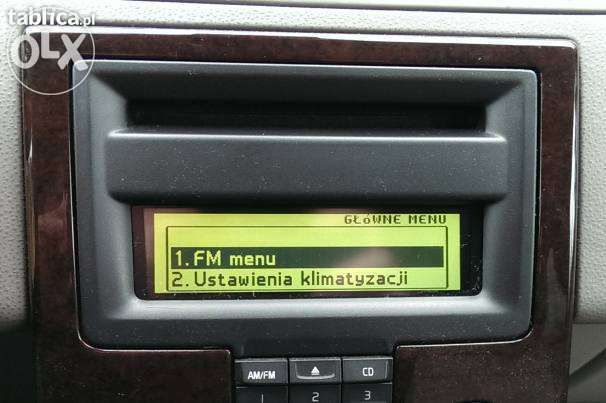 tablica.pl
OLX
GŁÓWNE MENU
1. FM menu
2. Ustawienia klimatyzacji
AM/FM
CD
1
2
3